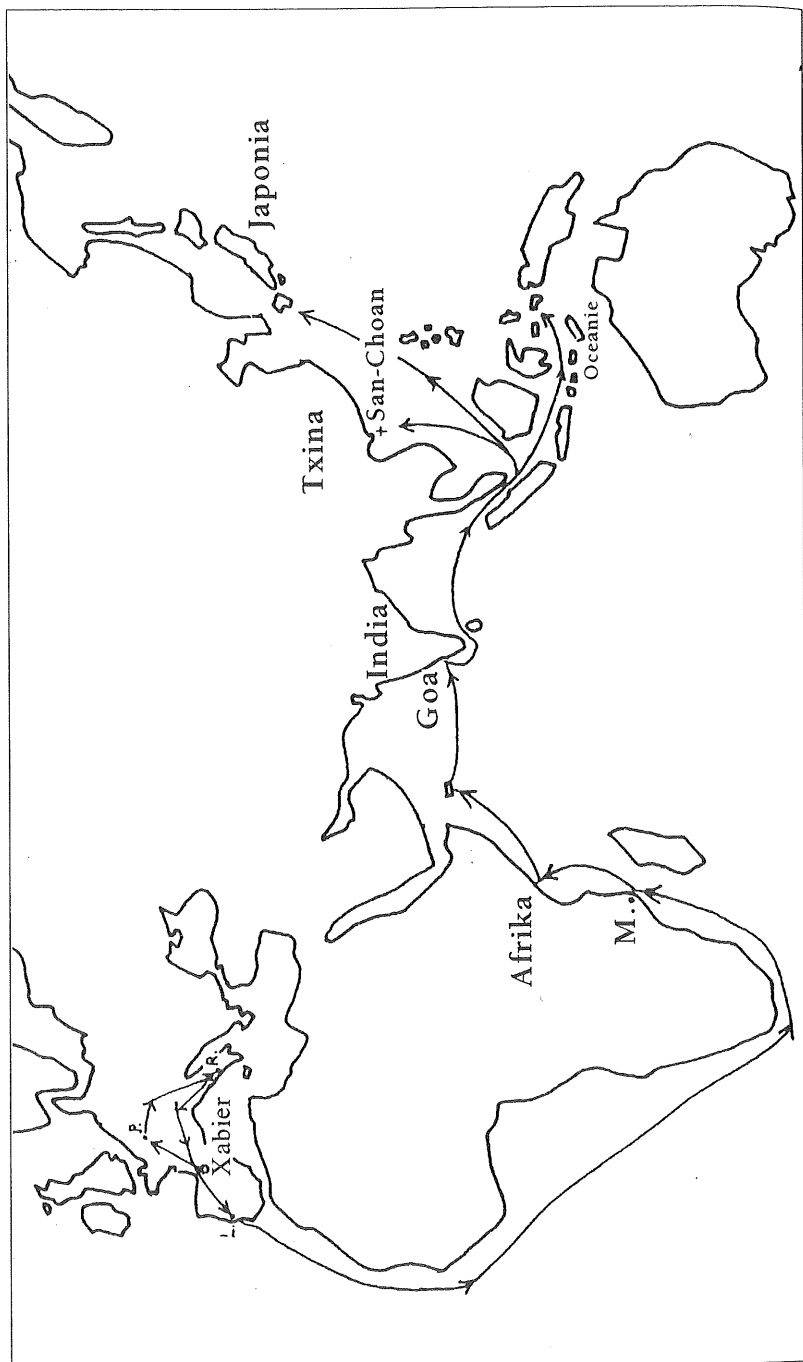 P.
R.
Xabier
L.
Afrika
M..
Goa
India
Txina
+ San-Choan
Japonia
Oceanie